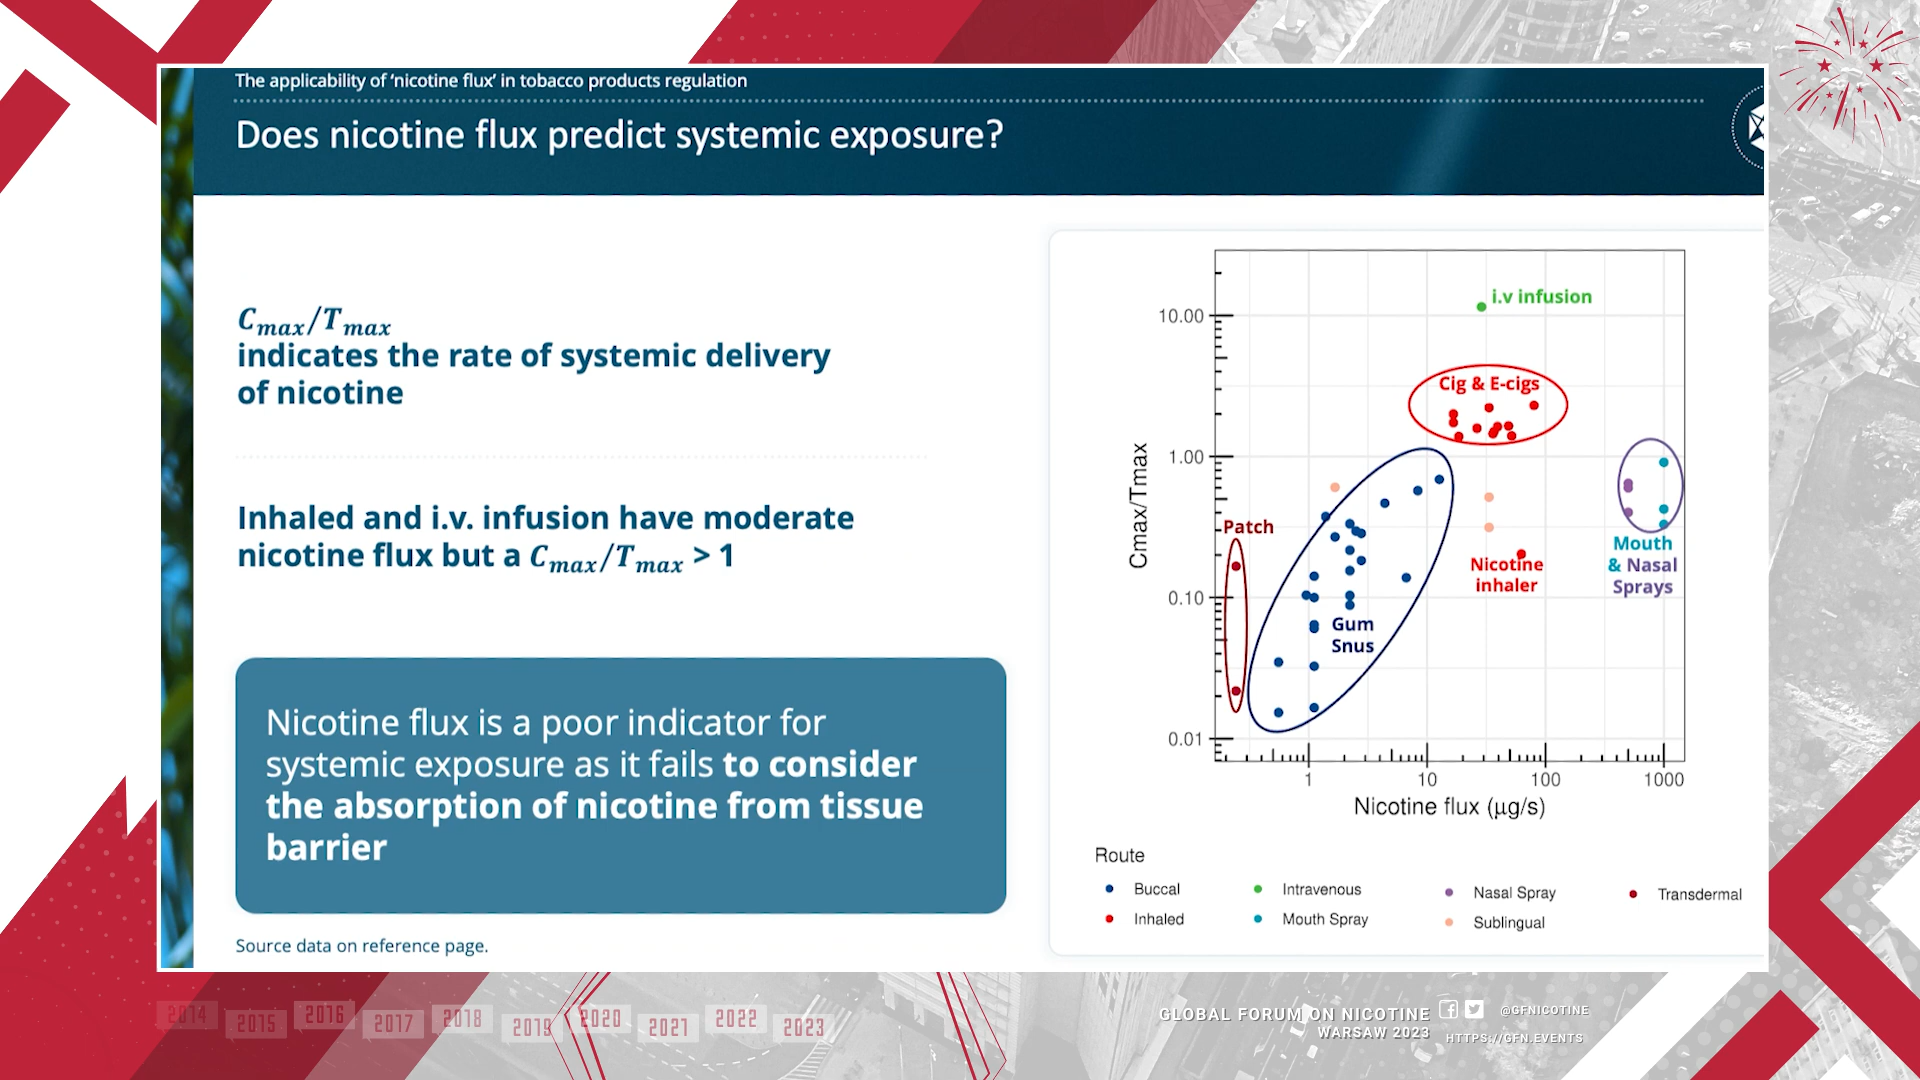 The applicability of ‘nicotine flux’ in tobacco products regulation
Does nicotine flux predict systemic exposure?
Cmax/Tmax
indicates the rate of systemic delivery
of nicotine
Inhaled and i.v. infusion have moderate
nicotine flux but a Cmax/Tmax > 1
Nicotine flux is a poor indicator for
systemic exposure as it fails to consider
the absorption of nicotine from tissue
barrier
Source data on reference page.
Cmax/Tmax
10.00
1.00
0.10
0.01
i.v infusion
Cig & E-cigs
Patch
Gum
Snus
Nicotine
inhaler
Mouth
& Nasal
Sprays
1 10 100 1000
Nicotine flux (µg/s)
Route
Buccal Intravenous Nasal Spray Transdermal
Inhaled Mouth Spray Sublingual
2014 2015 2016 2017 2018 2019 2020 2021 2022 2023
GLOBAL FORUM ON NICOTINE
WARSAW 2023
@GFNICOTINE
HTTPS://GFN.EVENTS